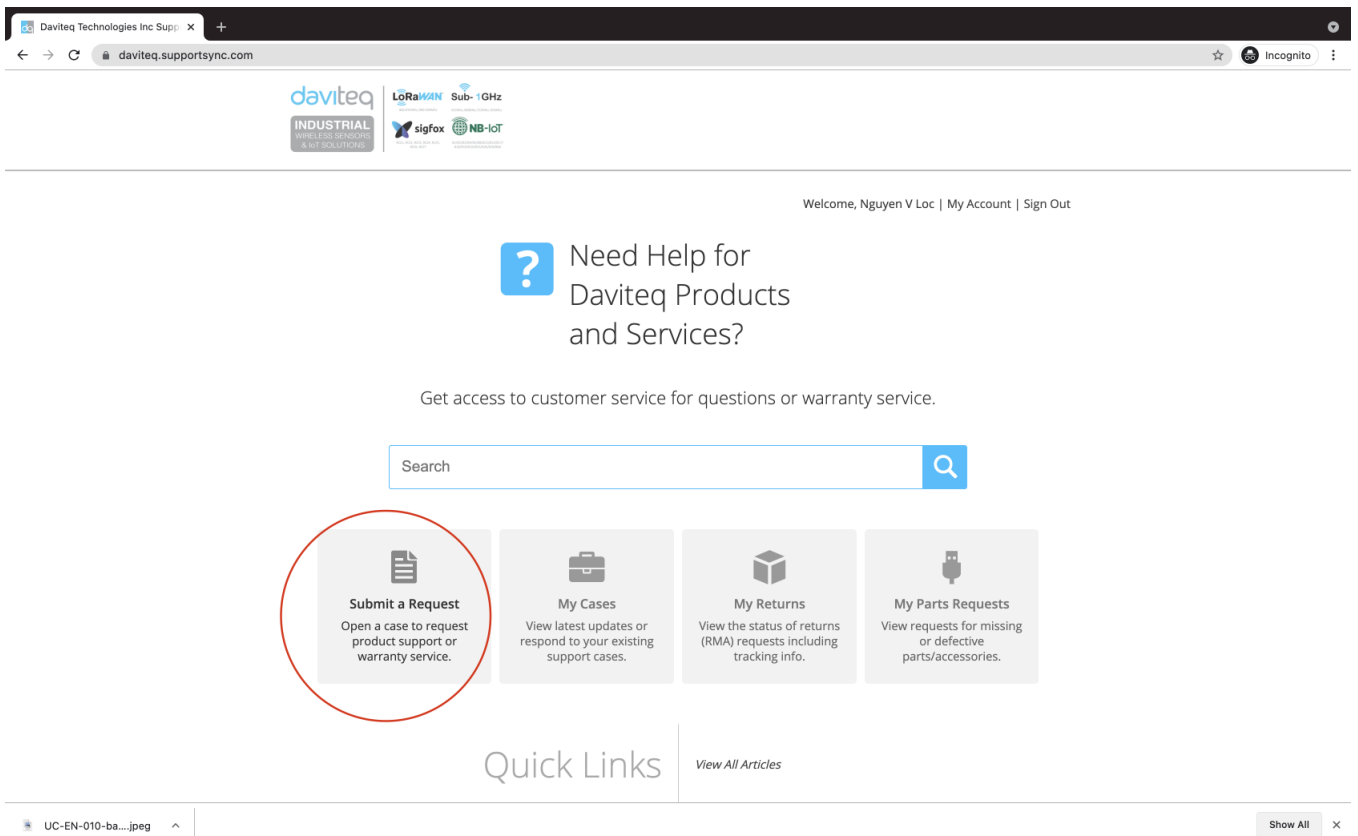 Daviteq Technologies Inc Supp
daviteq.supportsync.com
Incognito
daviteq
LoRaWAN Sub-1GHz
INDUSTRIAL
WIRELESS SENSORS
& IoT SOLUTIONS
sigfox NB-IoT
Welcome, Nguyen V Loc | My Account | Sign Out
?
Need Help for
Daviteq Products
and Services?
Get access to customer service for questions or warranty service.
Search
Submit a Request
Open a case to request
product support or
warranty service.
My Cases
View latest updates or
respond to your existing
support cases.
My Returns
View the status of returns
(RMA) requests including
tracking info.
My Parts Requests
View requests for missing
or defective
parts/accessories.
Quick Links
View All Articles
UC-EN-010-ba....jpeg
Show All